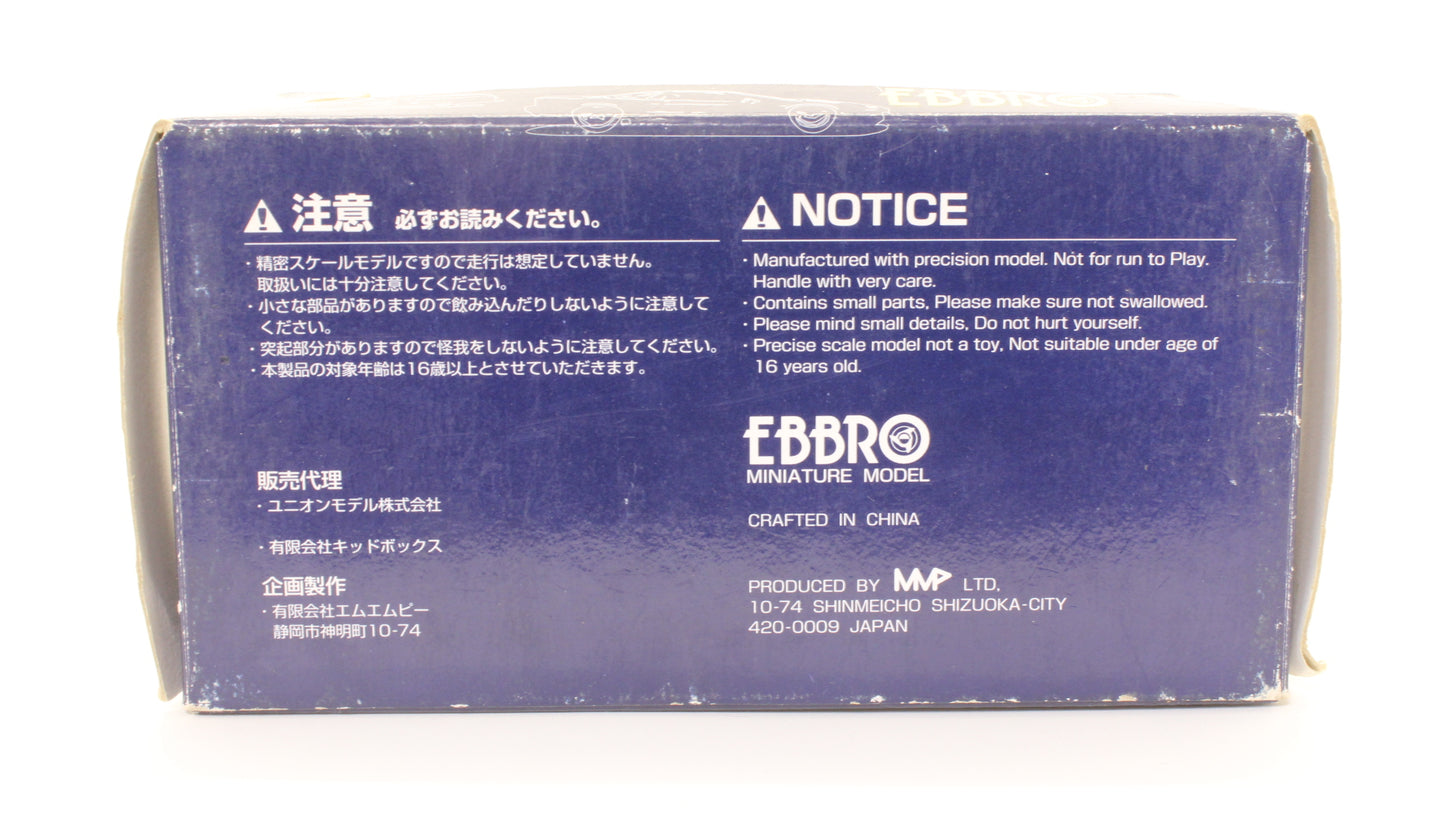 EBBRO
注意 必ずお読みください。
・精密スケールモデルですので走行は想定していません。
取扱いには十分注意してください。
・小さな部品がありますので飲み込んだりしないように注意して
ください。
・突起部分がありますので怪我をしないように注意してください。
・本製品の対象年齢は16歳以上とさせていただきます。
販売代理
・ユニオンモデル株式会社
・有限会社キッドボックス
企画製作
・有限会社エムエムピー
静岡市神明町10-74
NOTICE
・Manufactured with precision model. Not for run to Play.
Handle with very care.
・Contains small parts, Please make sure not swallowed.
・Please mind small details, Do not hurt yourself.
・Precise scale model not a toy, Not suitable under age of
16 years old.
EBBRO
MINIATURE MODEL
CRAFTED IN CHINA
PRODUCED BY MMP LTD,
10-74 SHINMEICHO SHIZUOKA-CITY
420-0009 JAPAN